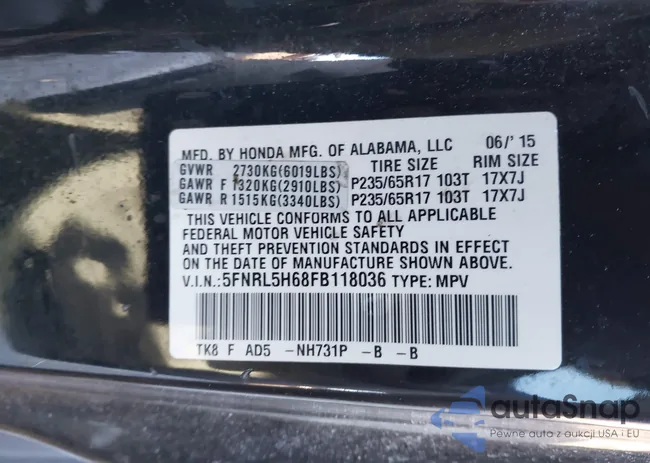 MFD. BY HONDA MFG. OF ALABAMA, LLC 06/'15
GVWR 2730KG(6019LBS) TIRE SIZE RIM SIZE
GAWR F 1320KG(2910LBS) P235/65R17 103T 17X7J
GAWR R 1515KG(3340LBS) P235/65R17 103T 17X7J
THIS VEHICLE CONFORMS TO ALL APPLICABLE
FEDERAL MOTOR VEHICLE SAFETY
AND THEFT PREVENTION STANDARDS IN EFFECT
ON THE DATE OF MANUFACTURE SHOWN ABOVE.
V.I.N.:5FNRL5H68FB118036 TYPE: MPV
TK8 F AD5 -NH731P -B -B
autoSnap
Pewne auta z aukcji USA i EU